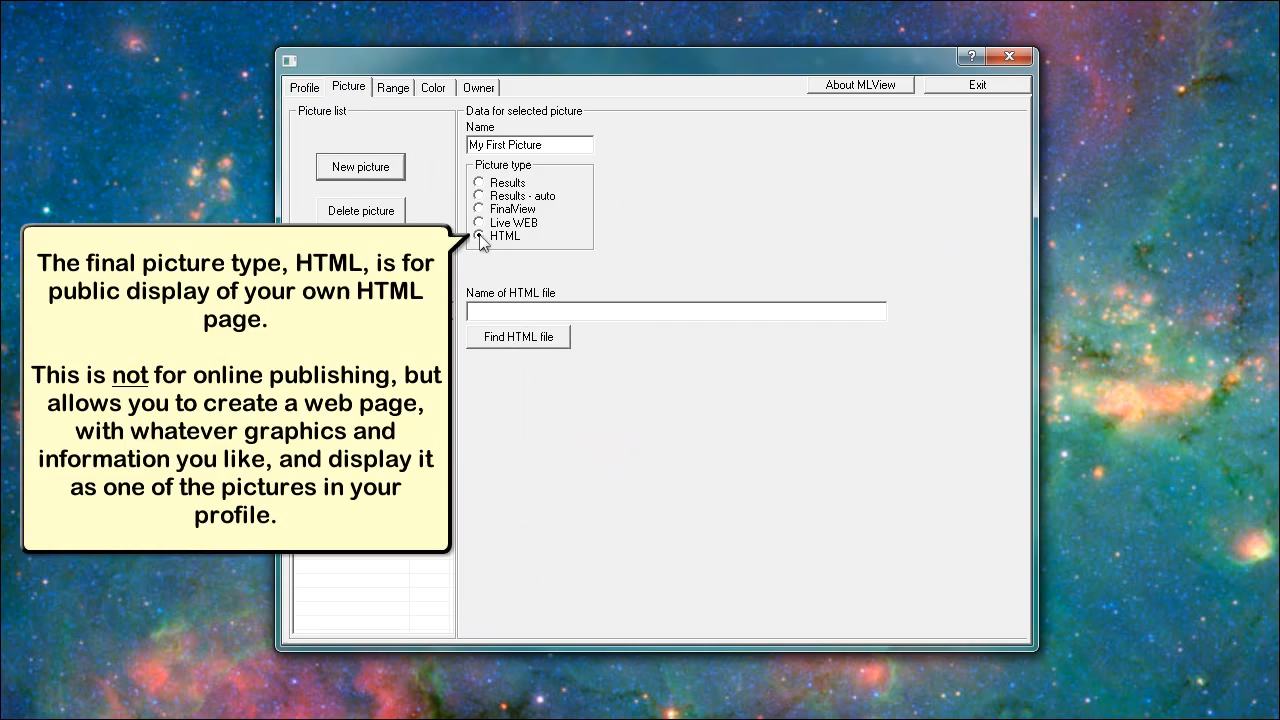 ?
Profile
Picture
Range
Color
Owner
About MLView
Exit
Picture list
New picture
Delete picture
Data for selected picture
Name
My First Picture
Picture type
Results
Results - auto
FinalView
Live WEB
HTML
Name of HTML file
Find HTML file
The final picture type, HTML, is for
public display of your own HTML
page.
This is not for online publishing, but
allows you to create a web page,
with whatever graphics and
information you like, and display it
as one of the pictures in your
profile.